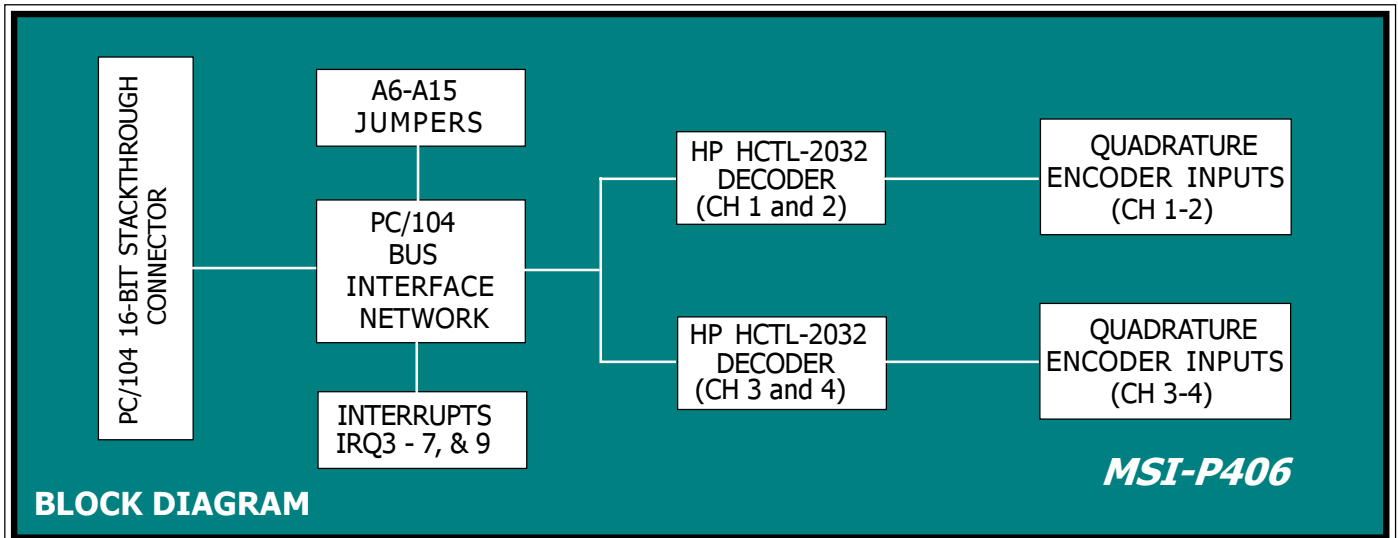 PC/104 16-BIT STACKTHROUGH
CONNECTOR
A6-A15
JUMPERS
PC/104
BUS
INTERFACE
NETWORK
INTERRUPTS
IRQ3 - 7, & 9
HP HCTL-2032
DECODER
(CH 1 and 2)
QUADRATURE
ENCODER INPUTS
(CH 1-2)
HP HCTL-2032
DECODER
(CH 3 and 4)
QUADRATURE
ENCODER INPUTS
(CH 3-4)
MSI-P406
BLOCK DIAGRAM